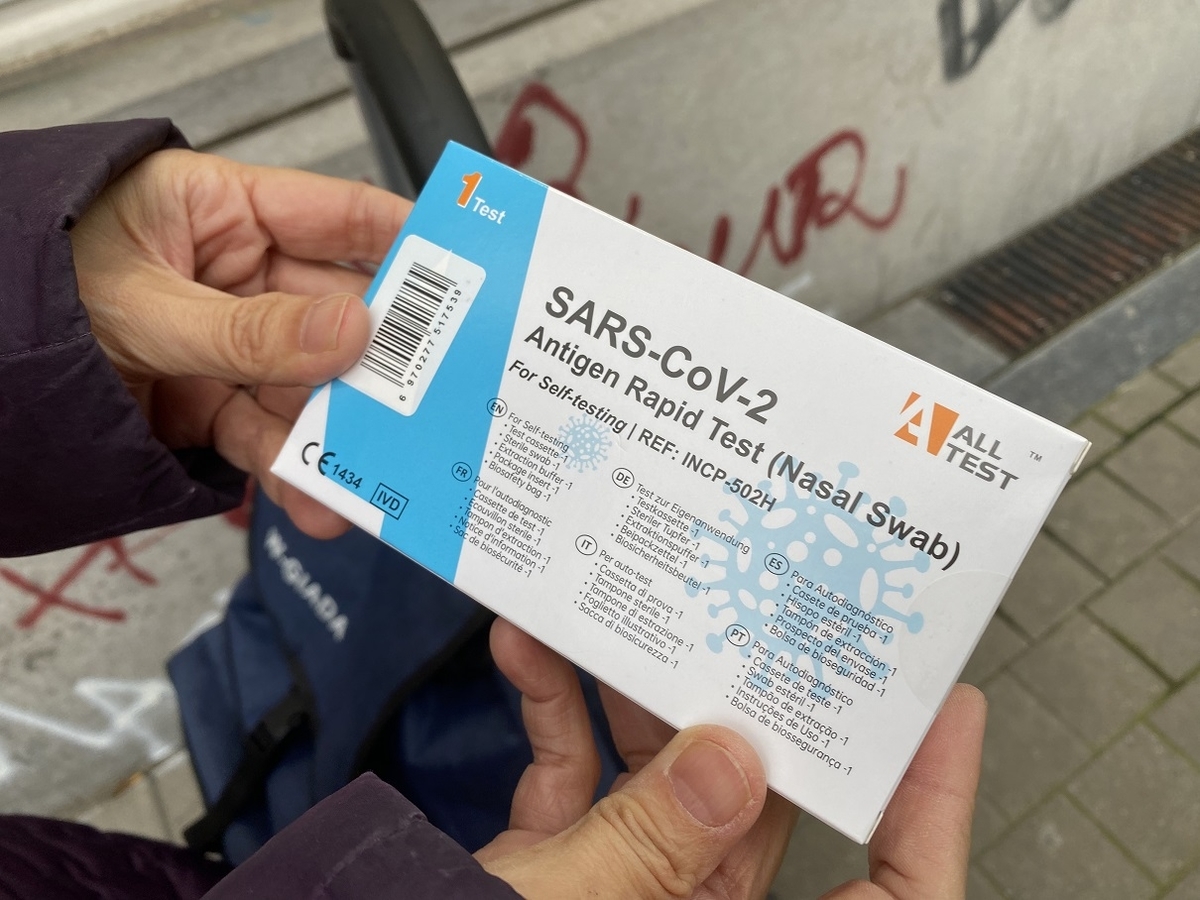 1 Test
6 970277 517539
CE 1434 IVD
SARS-CoV-2
Antigen Rapid Test (Nasal Swab)
For Self-testing | REF: INCP-502H
ALL
TEST ™
EN For Self-testing
• Test cassette -1
• Sterile swab -1
• Extraction buffer -1
• Package insert -1
• Biosafety bag -1
FR Pour l'autodiagnostic
• Cassette de test -1
• Écouvillon stérile -1
• Tampon d'extraction -1
• Notice d'information -1
• Sac de biosécurité -1
DE Test zur Eigenanwendung
• Testkassette -1
• Steriler Tupfer -1
• Extraktionspuffer -1
• Beipackzettel -1
• Biosicherheitsbeutel -1
IT Per auto-test
• Cassetta di prova -1
• Tampone sterile -1
• Tampone di estrazione -1
• Foglietto illustrativo -1
• Sacca di biosicurezza -1
ES Para Autodiagnóstico
• Casete de prueba -1
• Hisopo estéril -1
• Tampón de extracción -1
• Prospecto del envase -1
• Bolsa de bioseguridad -1
PT Para Autodiagnóstico
• Cassete de teste -1
• Swab estéril -1
• Tampão de extração -1
• Instruções de Uso -1
• Bolsa de biossegurança -1